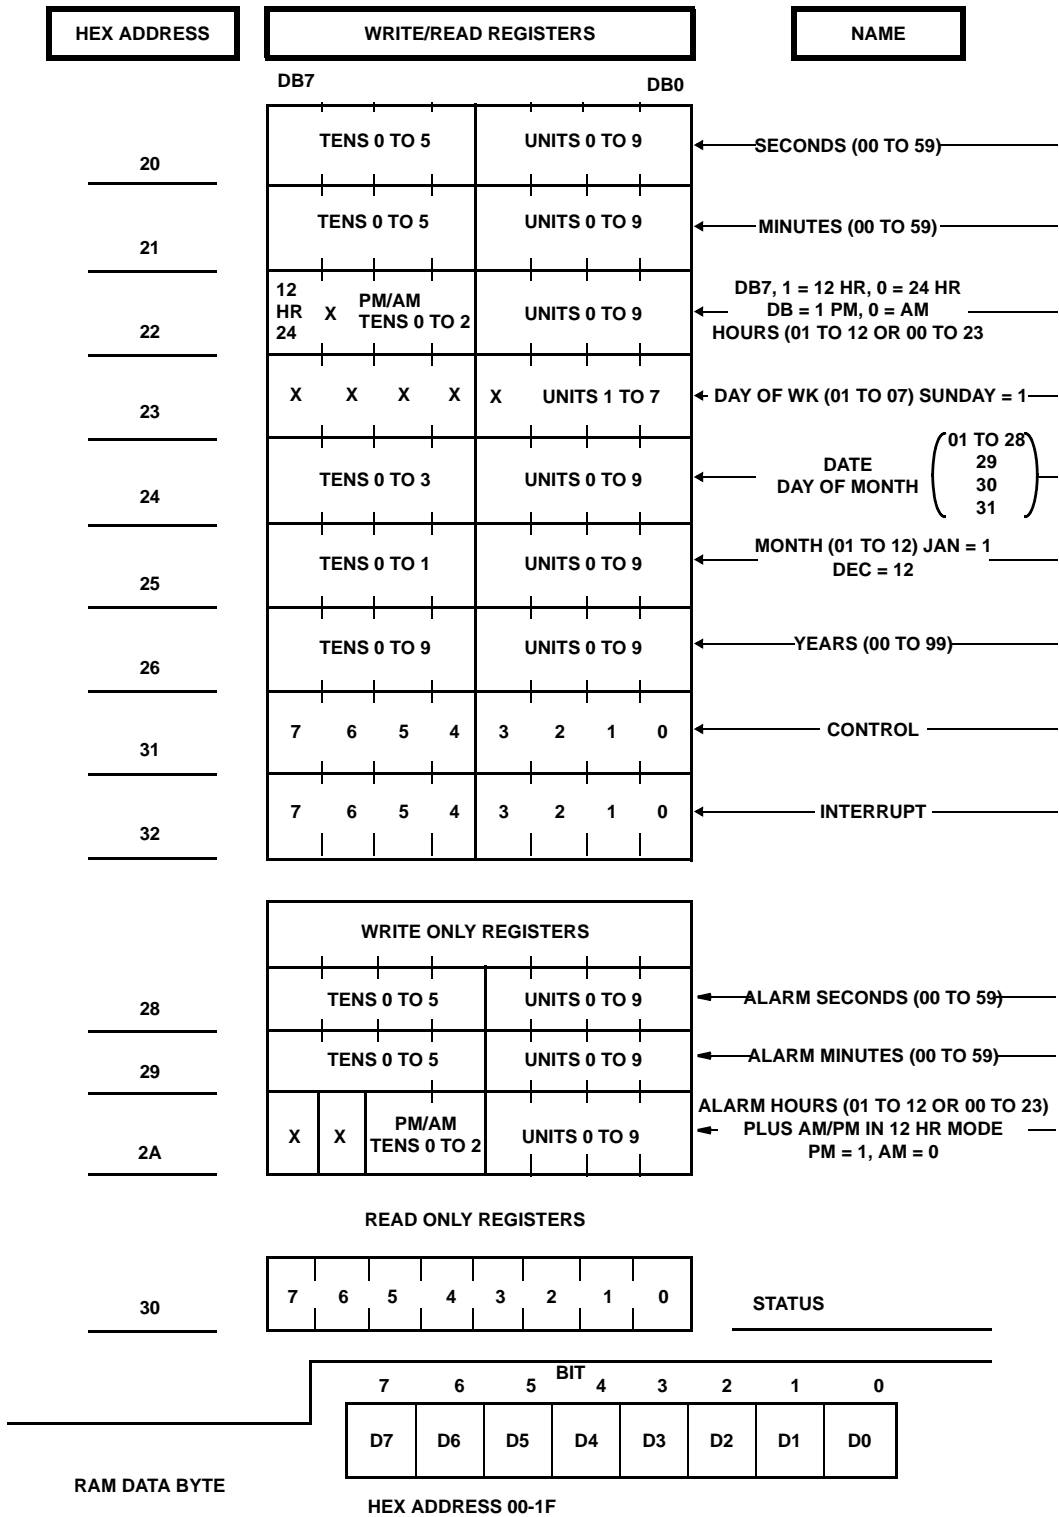 HEX ADDRESS WRITE/READ REGISTERS NAME
DB7 DB0
20 TENS 0 TO 5 UNITS 0 TO 9 SECONDS (00 TO 59)
21 TENS 0 TO 5 UNITS 0 TO 9 MINUTES (00 TO 59)
22 12 HR 24 X PM/AM TENS 0 TO 2 UNITS 0 TO 9 DB7, 1 = 12 HR, 0 = 24 HR
DB = 1 PM, 0 = AM
HOURS (01 TO 12 OR 00 TO 23
23 X X X X X UNITS 1 TO 7 DAY OF WK (01 TO 07) SUNDAY = 1
24 TENS 0 TO 3 UNITS 0 TO 9 DATE DAY OF MONTH (01 TO 28 29 30 31)
25 TENS 0 TO 1 UNITS 0 TO 9 MONTH (01 TO 12) JAN = 1
DEC = 12
26 TENS 0 TO 9 UNITS 0 TO 9 YEARS (00 TO 99)
31 7 6 5 4 3 2 1 0 CONTROL
32 7 6 5 4 3 2 1 0 INTERRUPT
WRITE ONLY REGISTERS
28 TENS 0 TO 5 UNITS 0 TO 9 ALARM SECONDS (00 TO 59)
29 TENS 0 TO 5 UNITS 0 TO 9 ALARM MINUTES (00 TO 59)
2A X X PM/AM TENS 0 TO 2 UNITS 0 TO 9 ALARM HOURS (01 TO 12 OR 00 TO 23)
PLUS AM/PM IN 12 HR MODE
PM = 1, AM = 0
READ ONLY REGISTERS
30 7 6 5 4 3 2 1 0 STATUS
BIT
7 6 5 4 3 2 1 0
D7 D6 D5 D4 D3 D2 D1 D0
RAM DATA BYTE
HEX ADDRESS 00-1F